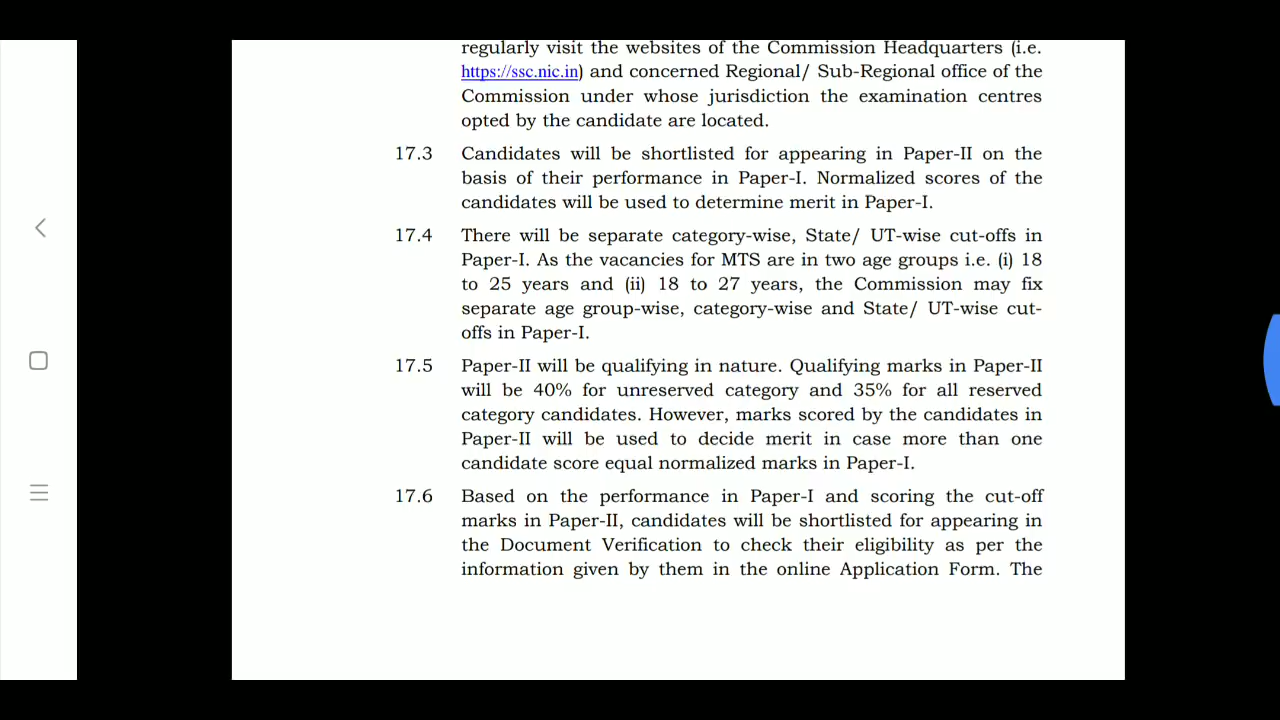 regularly visit the websites of the Commission Headquarters (i.e.
https://ssc.nic.in) and concerned Regional/ Sub-Regional office of the
Commission under whose jurisdiction the examination centres
opted by the candidate are located.
17.3 Candidates will be shortlisted for appearing in Paper-II on the
basis of their performance in Paper-I. Normalized scores of the
candidates will be used to determine merit in Paper-I.
17.4 There will be separate category-wise, State/ UT-wise cut-offs in
Paper-I. As the vacancies for MTS are in two age groups i.e. (i) 18
to 25 years and (ii) 18 to 27 years, the Commission may fix
separate age group-wise, category-wise and State/ UT-wise cut-
offs in Paper-I.
17.5 Paper-II will be qualifying in nature. Qualifying marks in Paper-II
will be 40% for unreserved category and 35% for all reserved
category candidates. However, marks scored by the candidates in
Paper-II will be used to decide merit in case more than one
candidate score equal normalized marks in Paper-I.
17.6 Based on the performance in Paper-I and scoring the cut-off
marks in Paper-II, candidates will be shortlisted for appearing in
the Document Verification to check their eligibility as per the
information given by them in the online Application Form. The